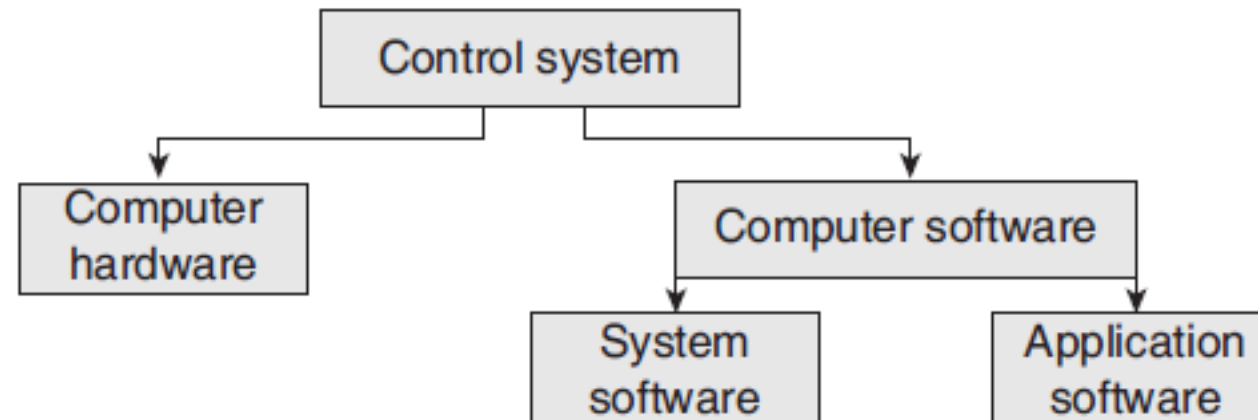 Control system
Computer
hardware
Computer software
System
software
Application
software